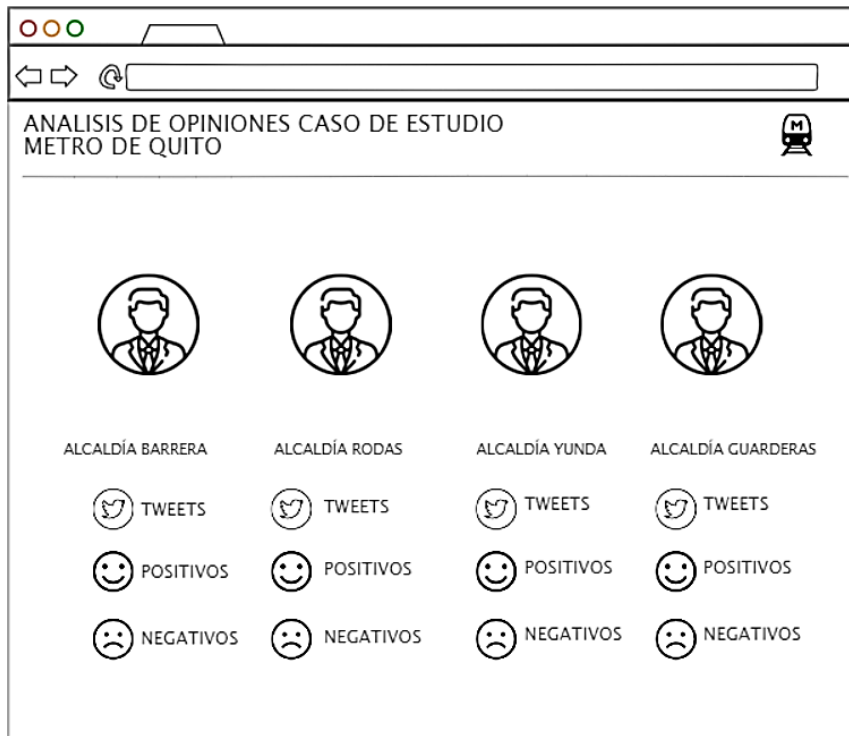 ANALISIS DE OPINIONES CASO DE ESTUDIO
METRO DE QUITO
M
ALCALDÍA BARRERA
ALCALDÍA RODAS
ALCALDÍA YUNDA
ALCALDÍA GUARDERAS
TWEETS
TWEETS
TWEETS
TWEETS
POSITIVOS
POSITIVOS
POSITIVOS
POSITIVOS
NEGATIVOS
NEGATIVOS
NEGATIVOS
NEGATIVOS